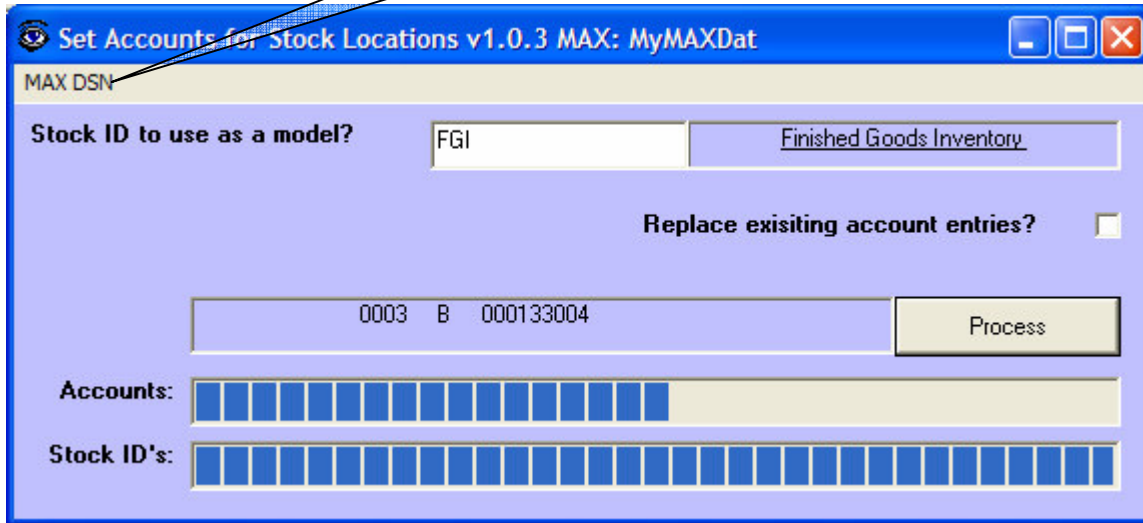 Set Accounts for Stock Locations v1.0.3 MAX: MyMAXDat
MAX DSN
Stock ID to use as a model? FGI Finished Goods Inventory
Replace exisiting account entries?
0003 B 000133004 Process
Accounts:
Stock ID's: